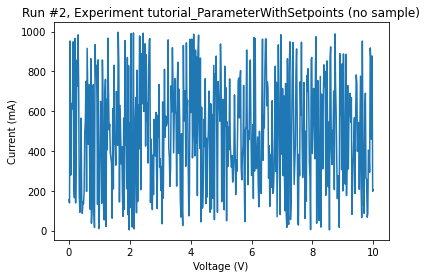 Run #2, Experiment tutorial_ParameterWithSetpoints (no sample)
1000
800
600
400
200
0
Current (mA)
0 2 4 6 8 10
Voltage (V)